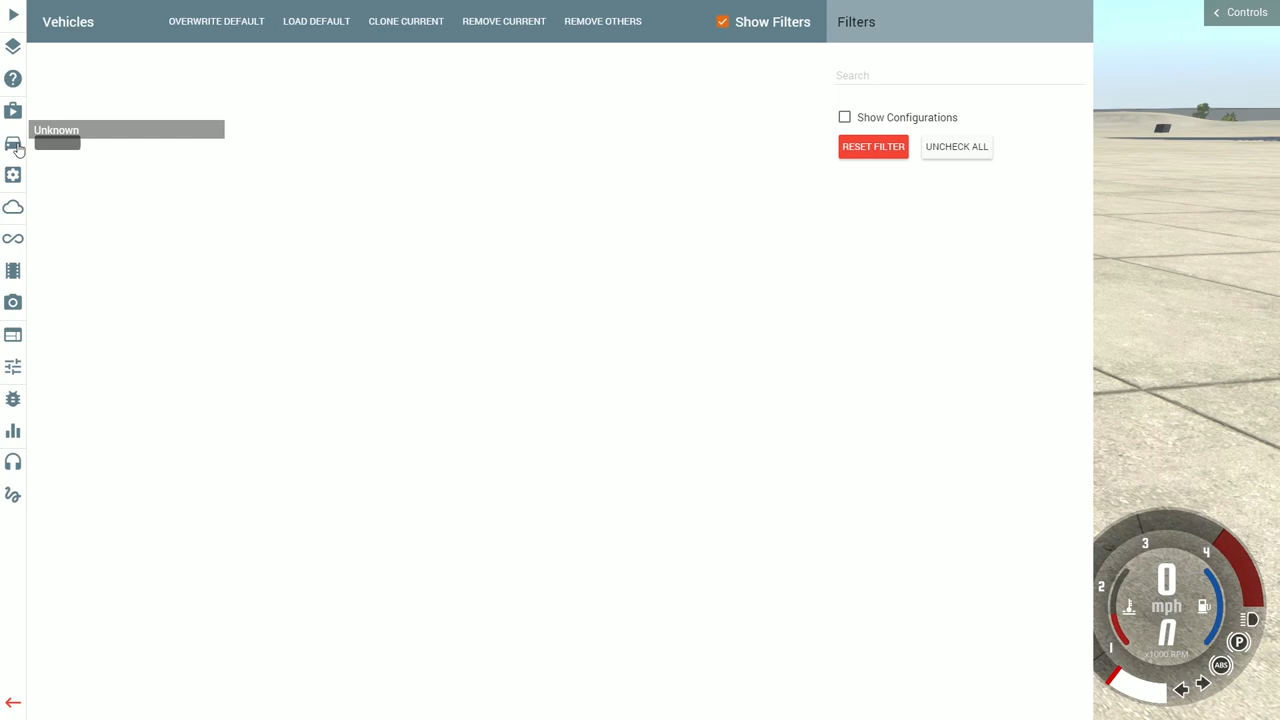 Vehicles OVERWRITE DEFAULT LOAD DEFAULT CLONE CURRENT REMOVE CURRENT REMOVE OTHERS Show Filters Filters
Controls
Search
Unknown
Show Configurations
RESET FILTER UNCHECK ALL
3
4
2
0
mph
n
1
x1000 RPM
P
ABS